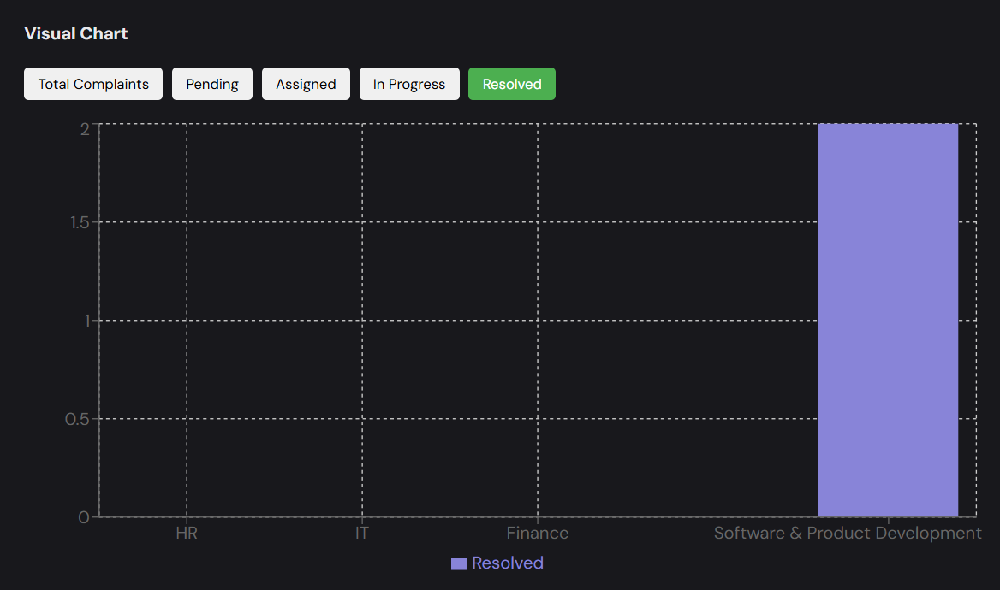 Visual Chart
Total Complaints Pending Assigned In Progress Resolved
2
1.5
1
0.5
0
HR IT Finance Software & Product Development
Resolved